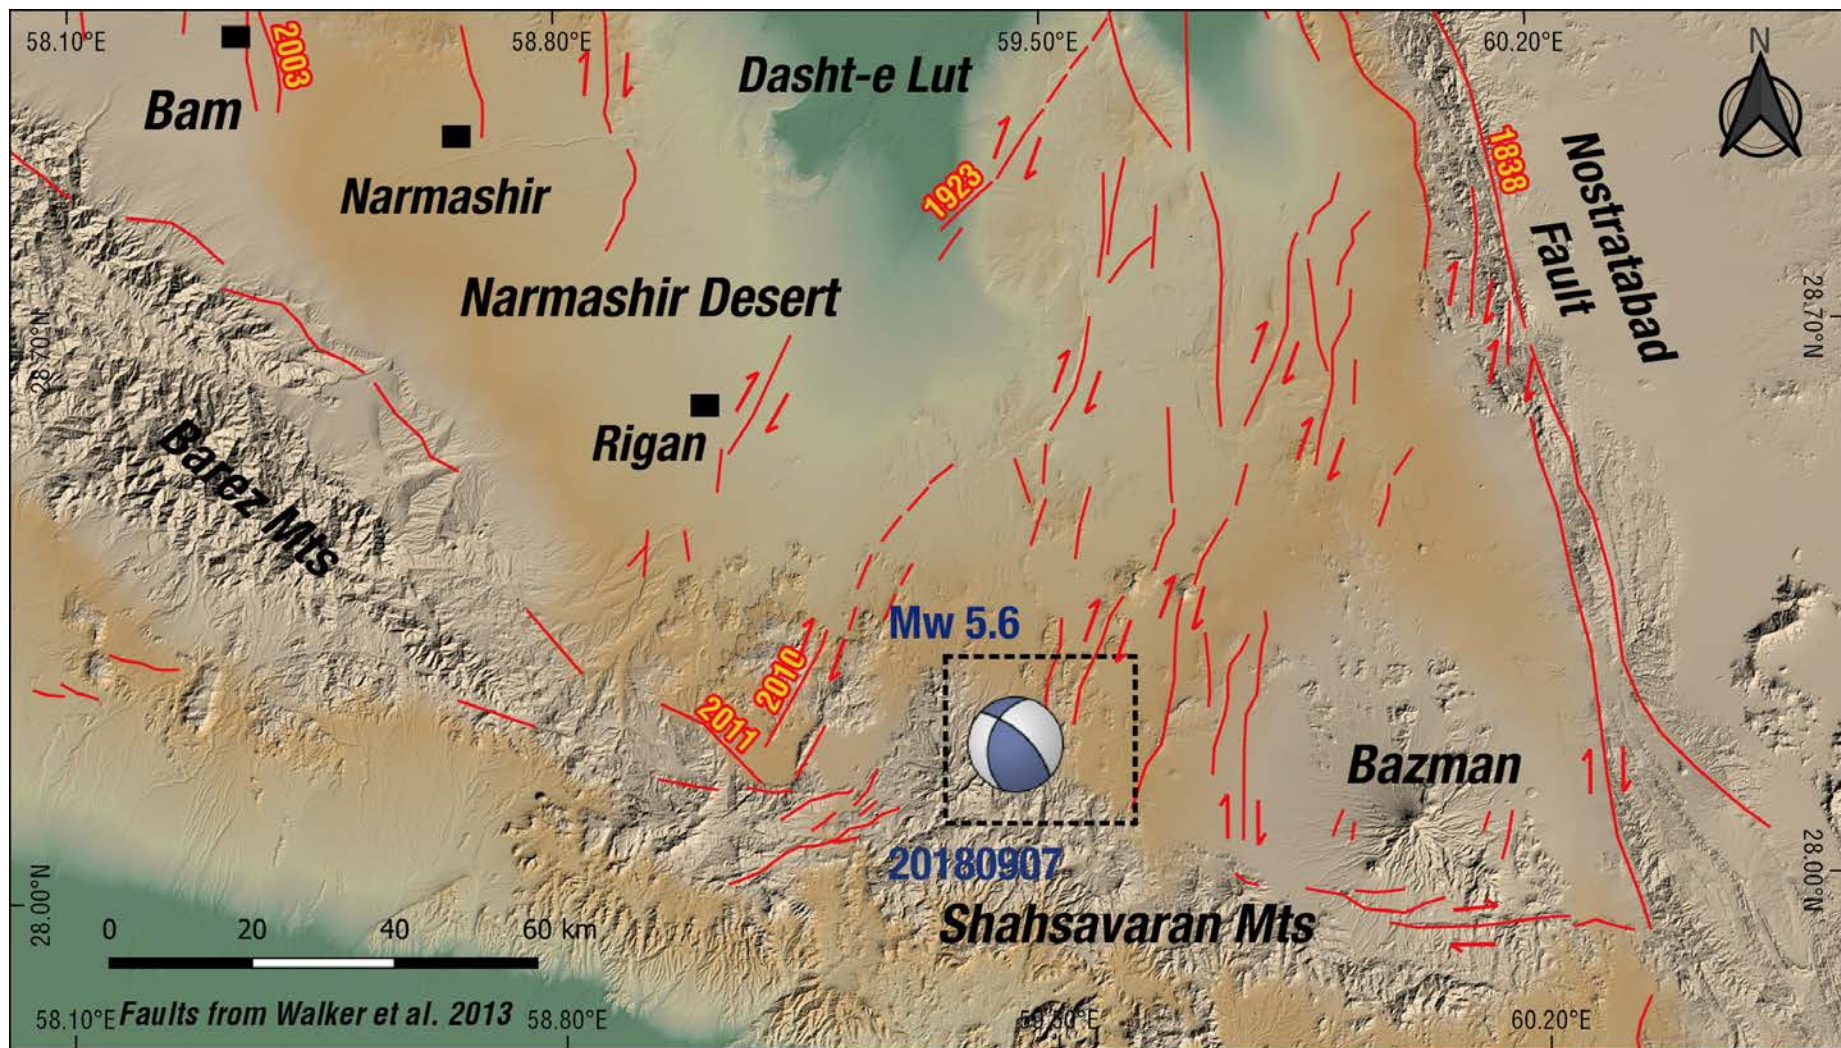 58.10°E
58.80°E
59.50°E
60.20°E
N
2003
Bam
Dasht-e Lut
Narmashir
1923
1838
Nostratabad
Fault
Narmashir Desert
28.70°N
28.70°N
Rigan
Barez Mts
Mw 5.6
2010
2011
Bazman
20180907
28.00°N
28.00°N
Shahsavaran Mts
0 20 40 60 km
Faults from Walker et al. 2013
58.10°E
58.80°E
59.50°E
60.20°E